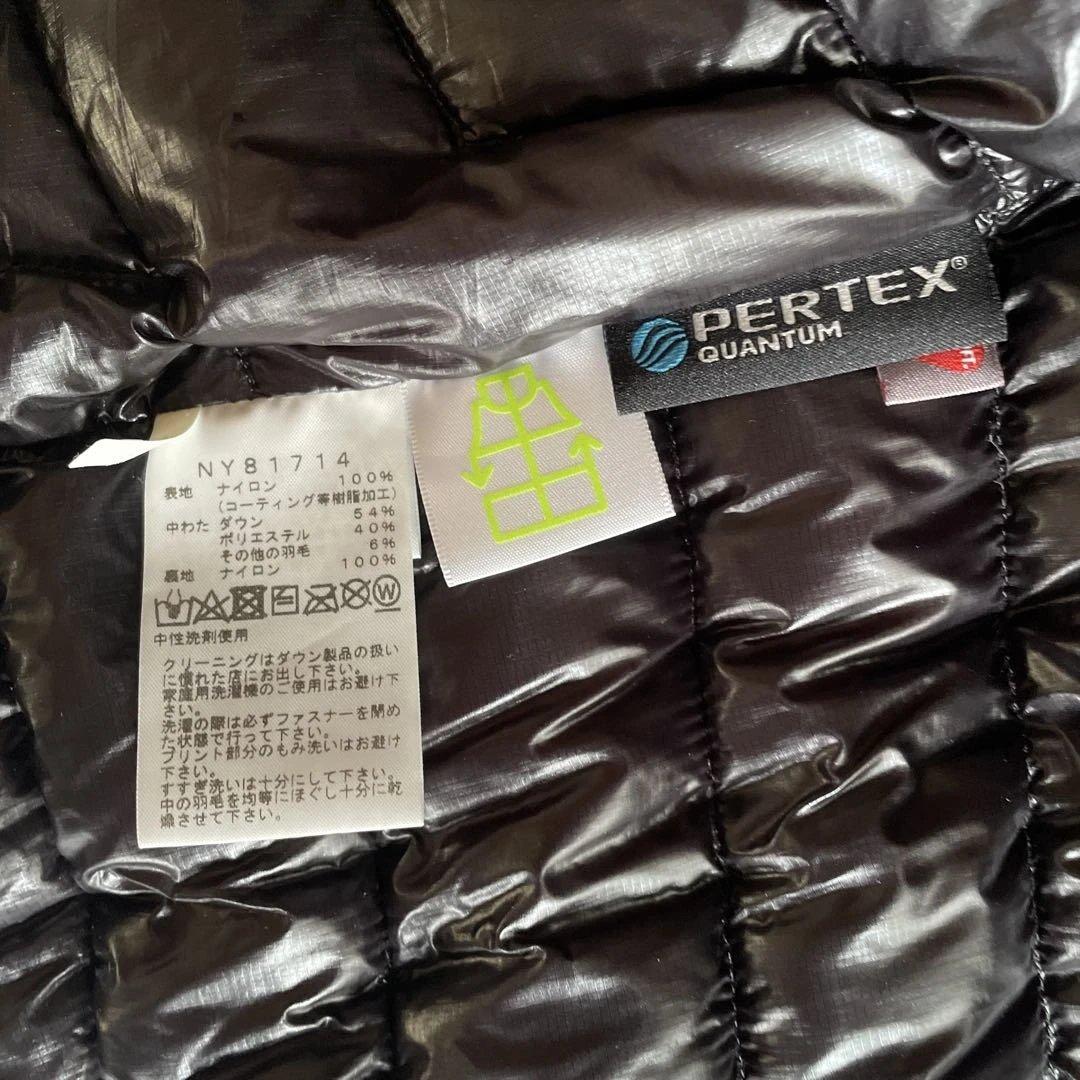 PERTEX®
QUANTUM
NY81714
表地 ナイロン 100%
(コーティング等樹脂加工)
中わた ダウン 54%
ポリエステル 40%
その他の羽毛 6%
裏地 ナイロン 100%
W
中性洗剤使用
クリーニングはダウン製品の扱い
に慣れた店にお出し下さい。
家庭用洗濯機のご使用はお避け下
さい。
洗濯の際は必ずファスナーを閉め
た状態で行って下さい。
プリント部分のもみ洗いはお避け
下さい。
すすぎ洗いは十分にして下さい。
中の羽毛を均等にほぐし十分に乾
燥させて下さい。